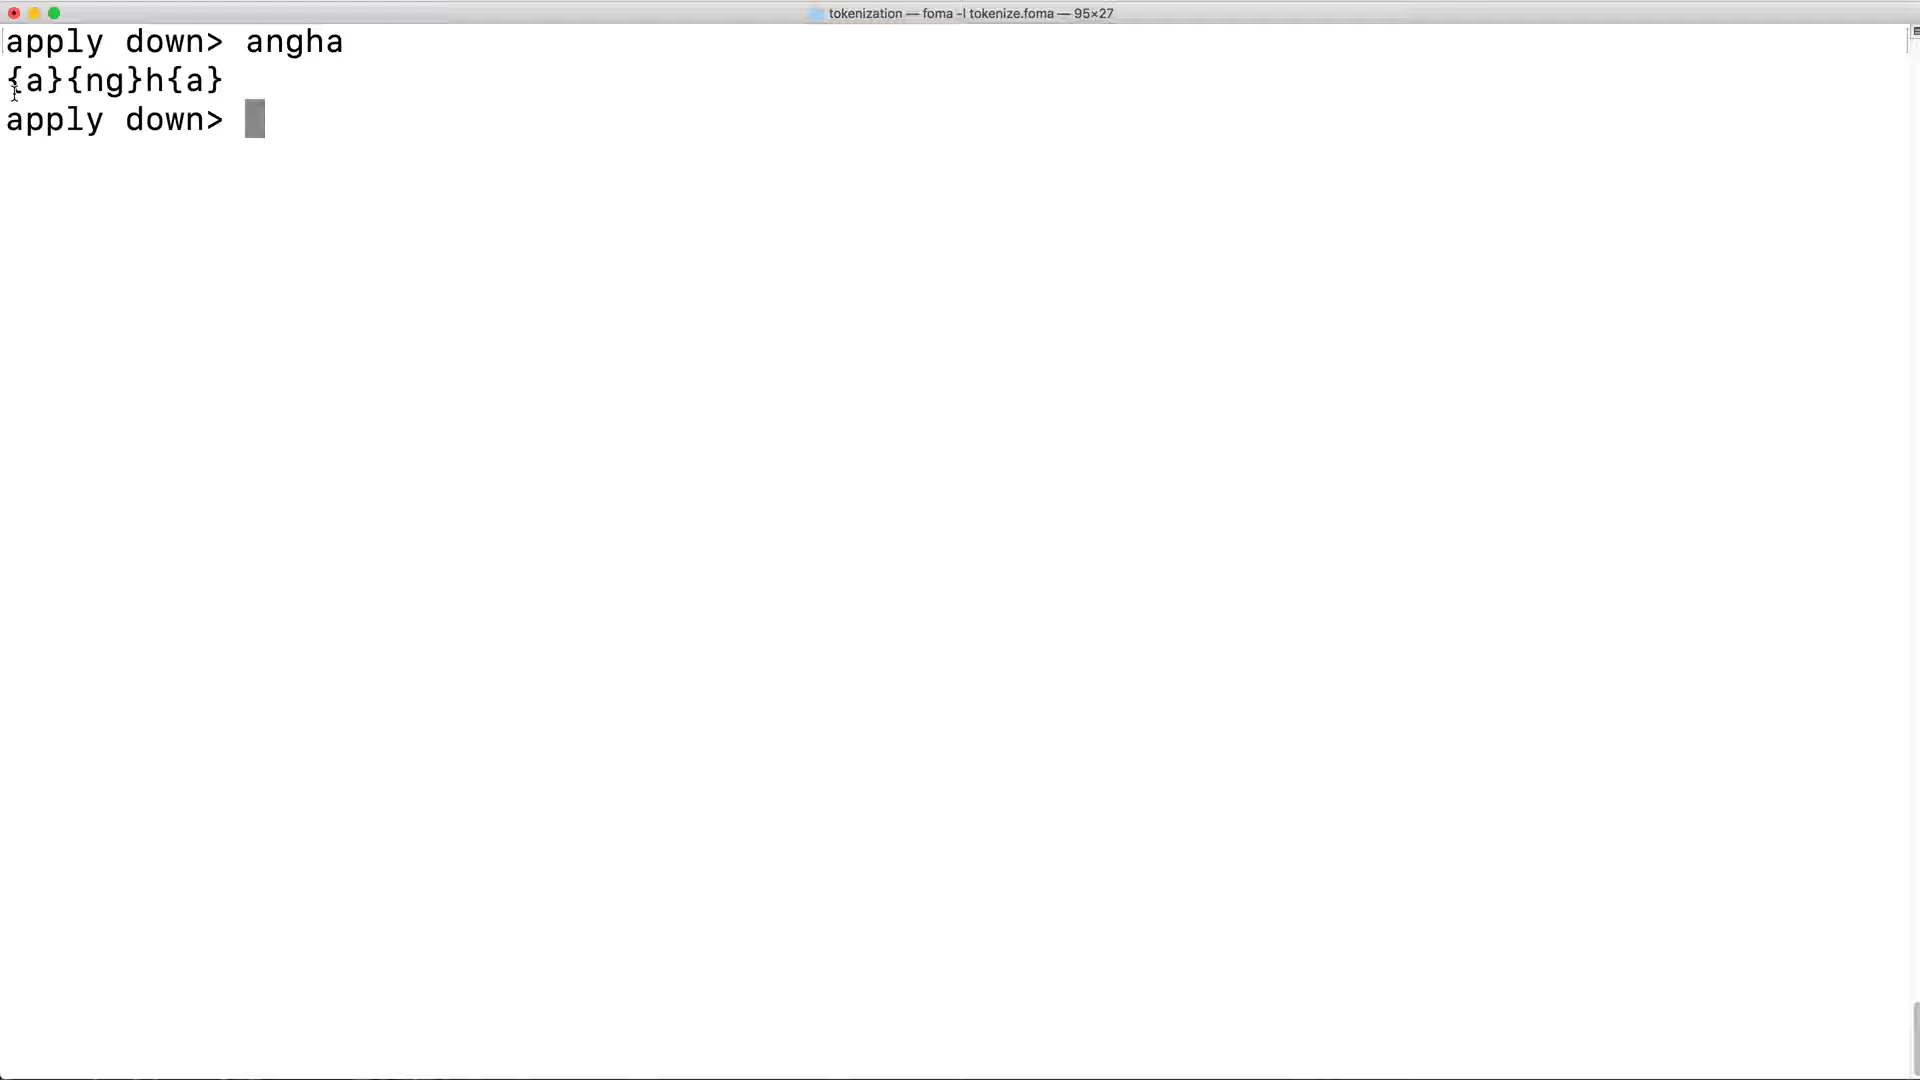 tokenization — foma -l tokenize.foma — 95×27
apply down> angha
{a}{ng}h{a}
apply down>